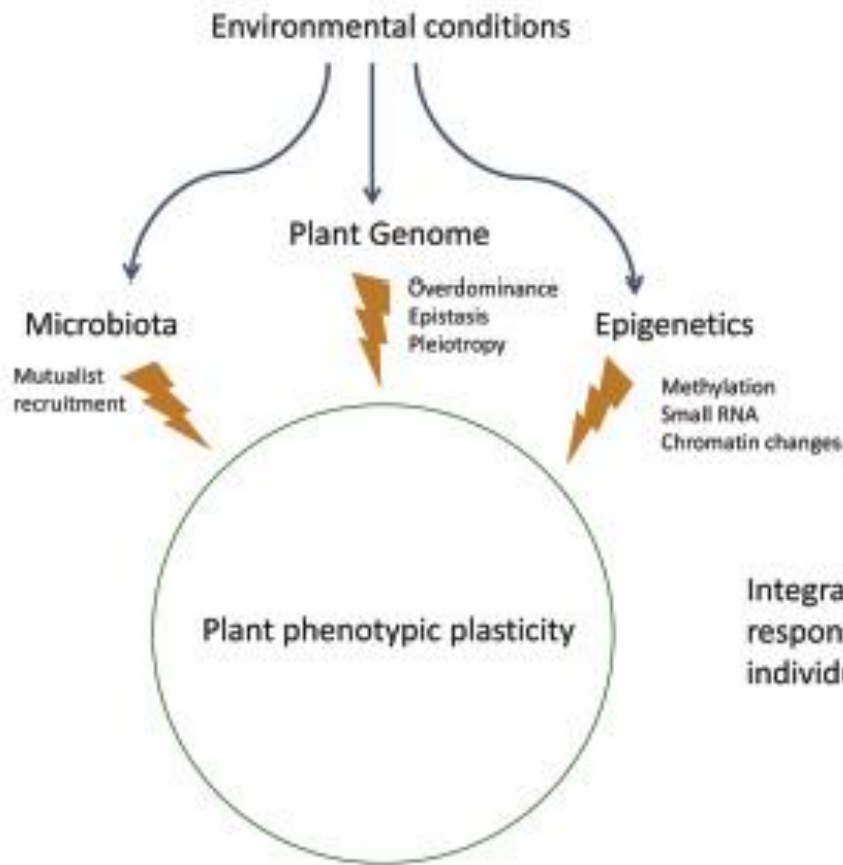 Environmental conditions
Plant Genome
Overdominance
Epistasis
Pleiotropy
Microbiota
Mutualist
recruitment
Epigenetics
Methylation
Small RNA
Chromatin changes
Plant phenotypic plasticity